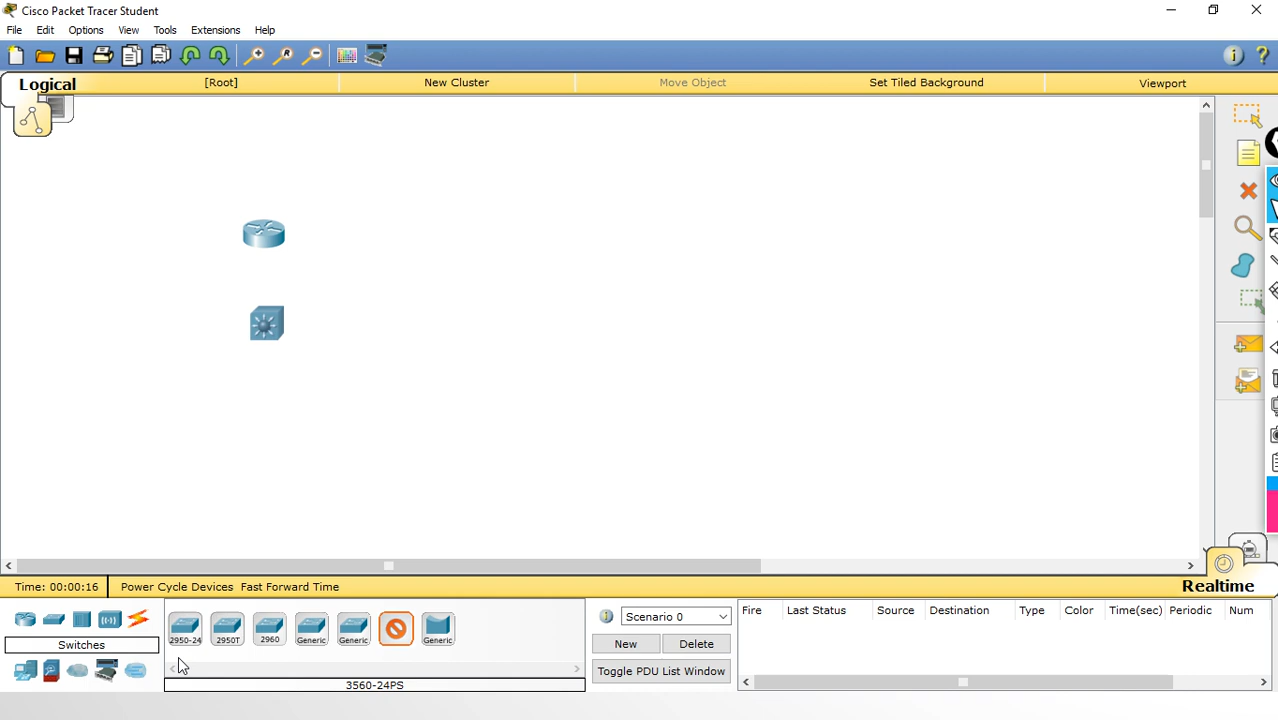 Cisco Packet Tracer Student
File Edit Options View Tools Extensions Help
Logical [Root] New Cluster Move Object Set Tiled Background Viewport
Time: 00:00:16 Power Cycle Devices Fast Forward Time Realtime
Switches
2950-24 2950T 2960 Generic Generic Generic
3560-24PS
Scenario 0
New Delete
Toggle PDU List Window
Fire Last Status Source Destination Type Color Time(sec) Periodic Num